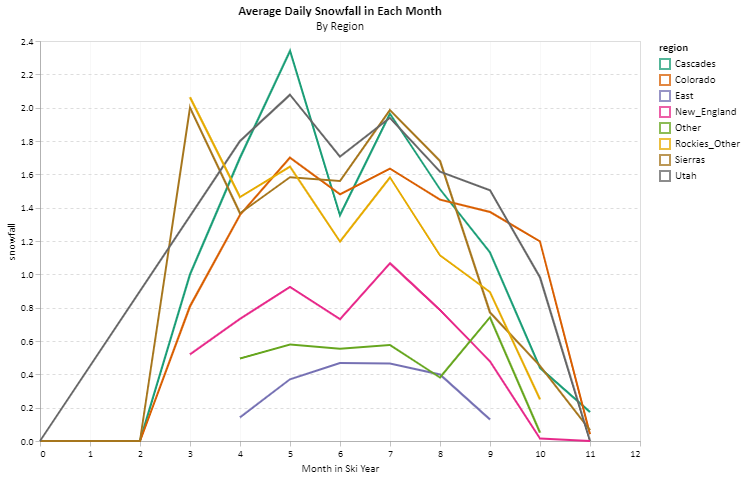 Average Daily Snowfall in Each Month
By Region
region
Cascades
Colorado
East
New_England
Other
Rockies_Other
Sierras
Utah
snowfall
2.4
2.2
2.0
1.8
1.6
1.4
1.2
1.0
0.8
0.6
0.4
0.2
0.0
0 1 2 3 4 5 6 7 8 9 10 11 12
Month in Ski Year